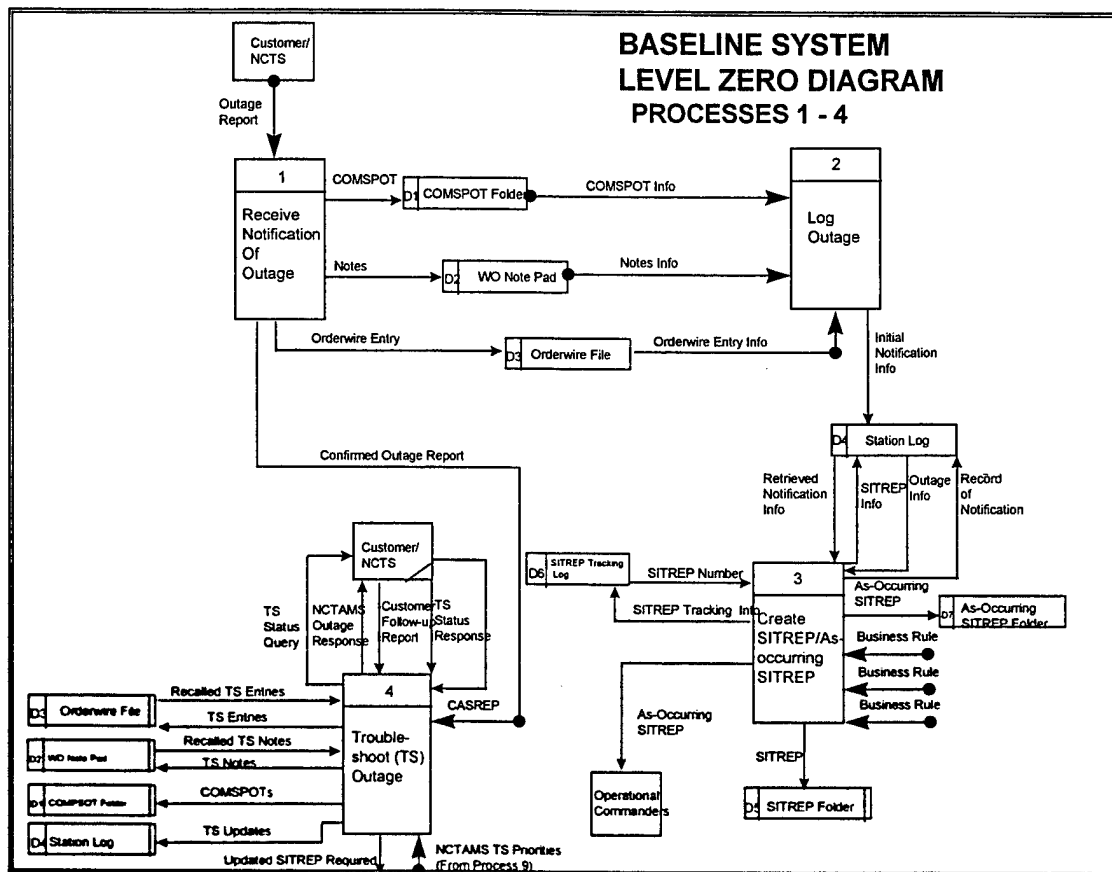 Customer/
NCTS
BASELINE SYSTEM
LEVEL ZERO DIAGRAM
PROCESSES 1 - 4
Outage
Report
1
Receive
Notification
Of
Outage
COMSPOT
D1 COMSPOT Folder
COMSPOT Info
2
Log
Outage
Notes
D2 WO Note Pad
Notes Info
Orderwire Entry
D3 Orderwire File
Orderwire Entry Info
Initial
Notification
Info
Confirmed Outage Report
D4 Station Log
Retrieved
Notification
Info
SITREP
Info
Outage
Info
Record
of
Notification
Customer/
NCTS
TS
Status
Query
NCTAMS
Outage
Response
Customer
Follow-up
Report
TS
Status
Response
D6 SITREP Tracking
Log
SITREP Number
SITREP Tracking Info
3
Create
SITREP/As-
occurring
SITREP
As-Occurring
SITREP
D7 As-Occurring
SITREP Folder
Business Rule
Business Rule
Business Rule
CASREP
4
Trouble-
shoot (TS)
Outage
Recalled TS Entries
D3 Orderwire File
TS Entries
Recalled TS Notes
D2 WO Note Pad
TS Notes
D1 COMPSOT Folder
COMSPOTs
D4 Station Log
TS Updates
Updated SITREP Required
NCTAMS TS Priorities
(From Process 9)
As-Occurring
SITREP
Operational
Commanders
SITREP
D5 SITREP Folder